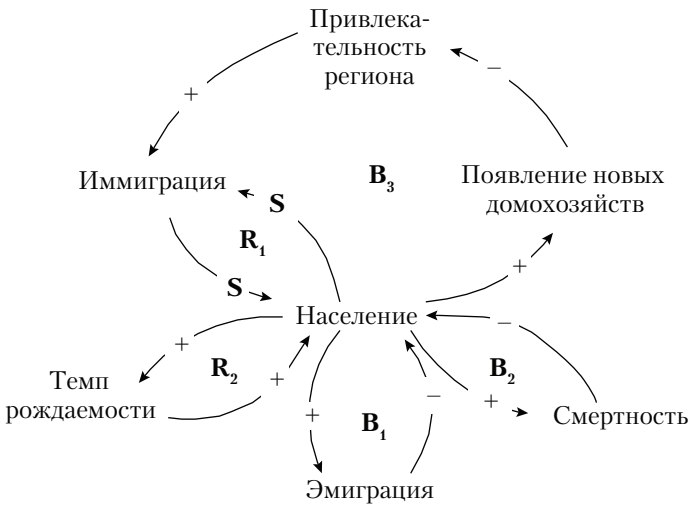 Привлека-
тельность
региона
−
+
Иммиграция
B₃
Появление новых
домохозяйств
S
R₁
+
S
Население
−
+
R₂
B₂
Темп
рождаемости
+
+
−
+
B₁
Смертность
Эмиграция